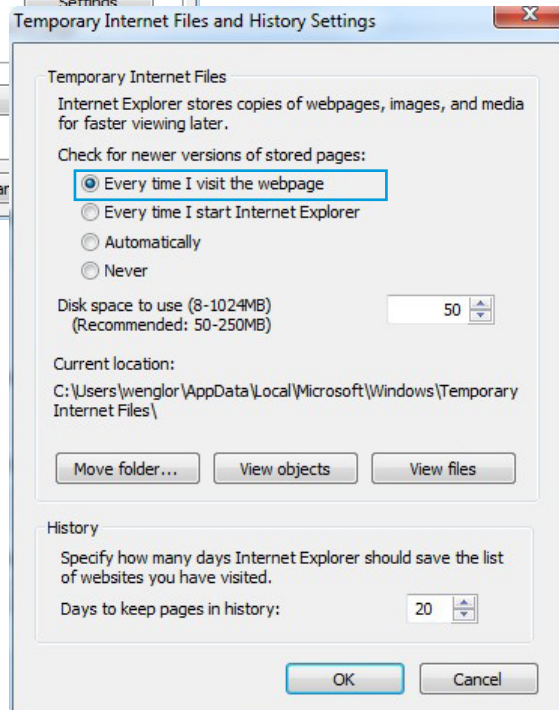 Settings
Temporary Internet Files and History Settings
X
Temporary Internet Files
Internet Explorer stores copies of webpages, images, and media
for faster viewing later.
Check for newer versions of stored pages:
Every time I visit the webpage
Every time I start Internet Explorer
Automatically
Never
Disk space to use (8-1024MB)
(Recommended: 50-250MB)
50
Current location:
C:\Users\wenglor\AppData\Local\Microsoft\Windows\Temporary
Internet Files\
Move folder... View objects View files
History
Specify how many days Internet Explorer should save the list
of websites you have visited.
Days to keep pages in history: 20
OK Cancel